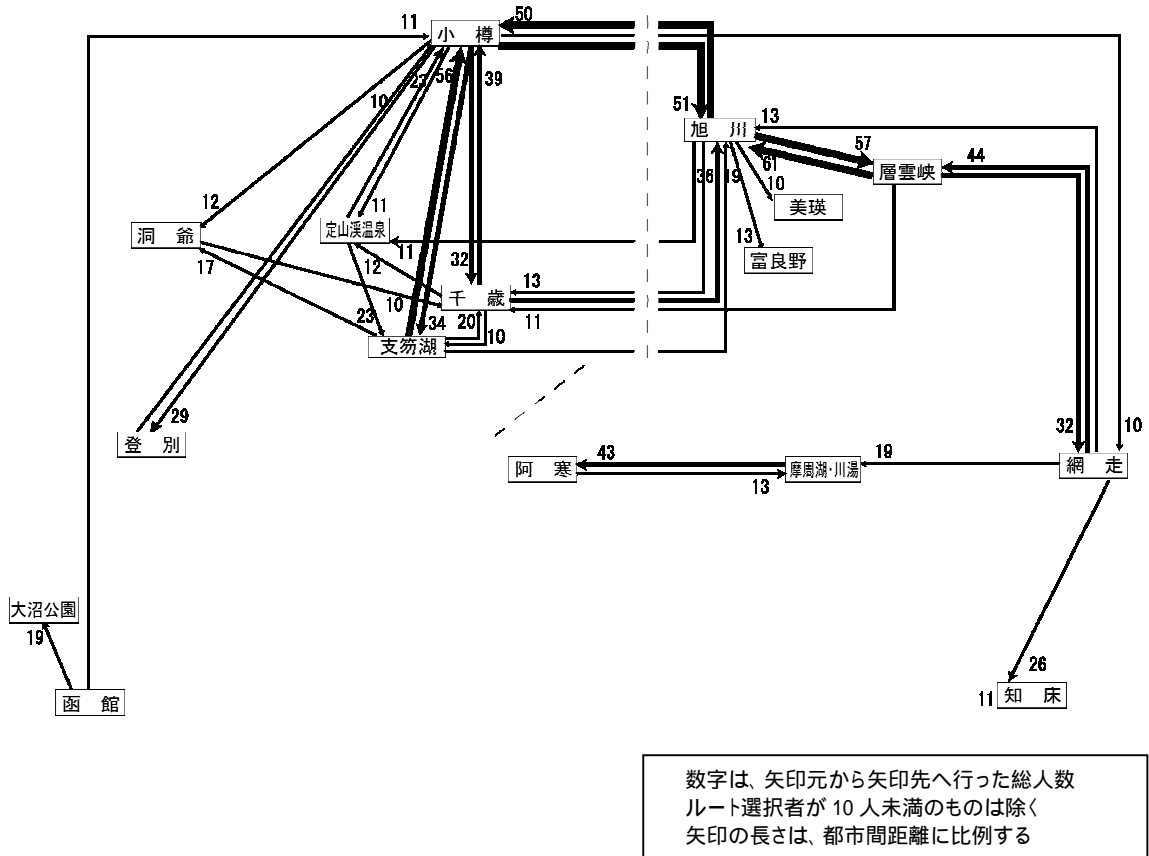 11
50
小　樽
23
56
39
10
51
13
旭　川
57
61
44
層雲峡
36
19
10
美瑛
12
11
洞　爺
定山渓温泉
11
13
富良野
17
12
32
13
千　歳
10
11
23
34
20
10
支笏湖
29
登　別
32
10
43
19
阿　寒
摩周湖・川湯
網　走
13
大沼公園
19
26
函　館
11
知　床
数字は、矢印元から矢印先へ行った総人数
ルート選択者が 10 人未満のものは除く
矢印の長さは、都市間距離に比例する